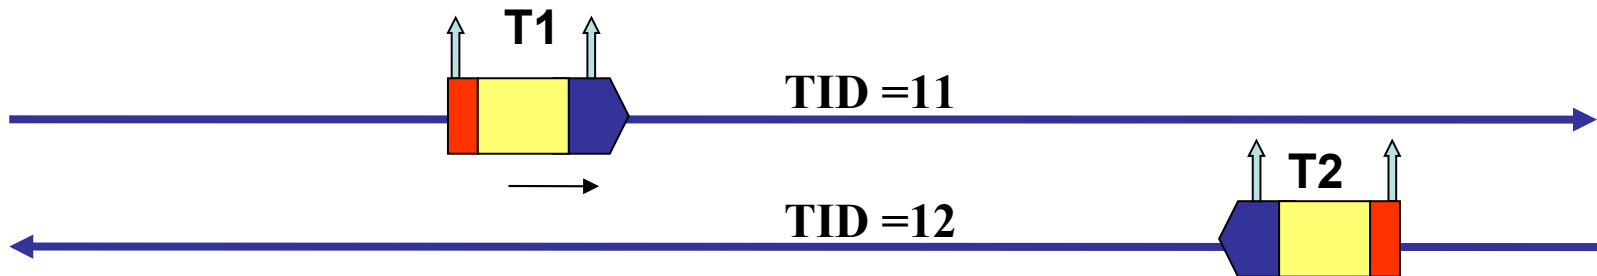 T1
TID =11
T2
TID =12